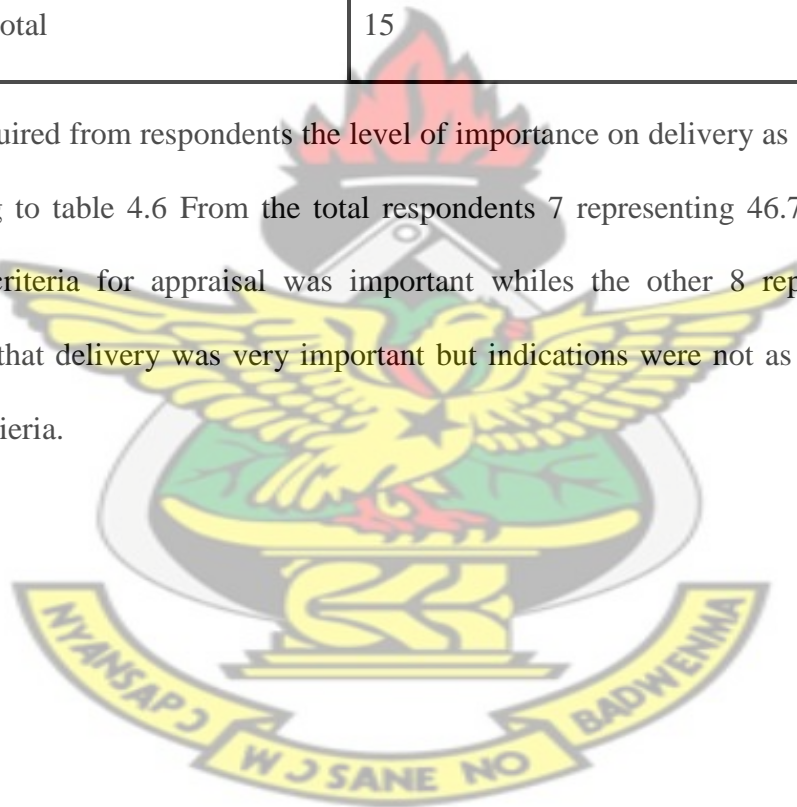 otal 15
uired from respondents the level of importance on delivery as
g to table 4.6 From the total respondents 7 representing 46.7
criteria for appraisal was important whiles the other 8 rep
that delivery was very important but indications were not as
ieria.
NYANSAPƆ WƆSANE NO BADWENMA